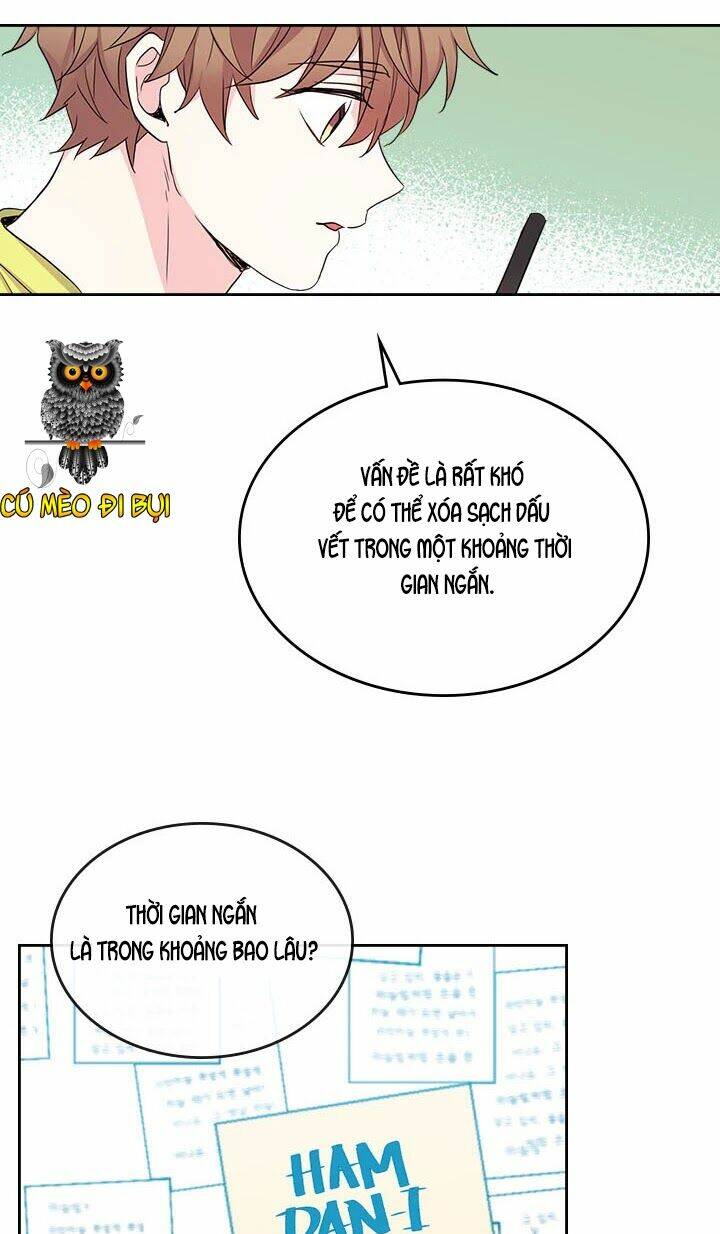 CÚ MÈO ĐI BỤI
VẤN ĐỀ LÀ RẤT KHÓ
ĐỂ CÓ THỂ XÓA SẠCH DẤU
VẾT TRONG MỘT KHOẢNG THỜI
GIAN NGẮN.
THỜI GIAN NGẮN
LÀ TRONG KHOẢNG BAO LÂU?
HAM
DAN-I